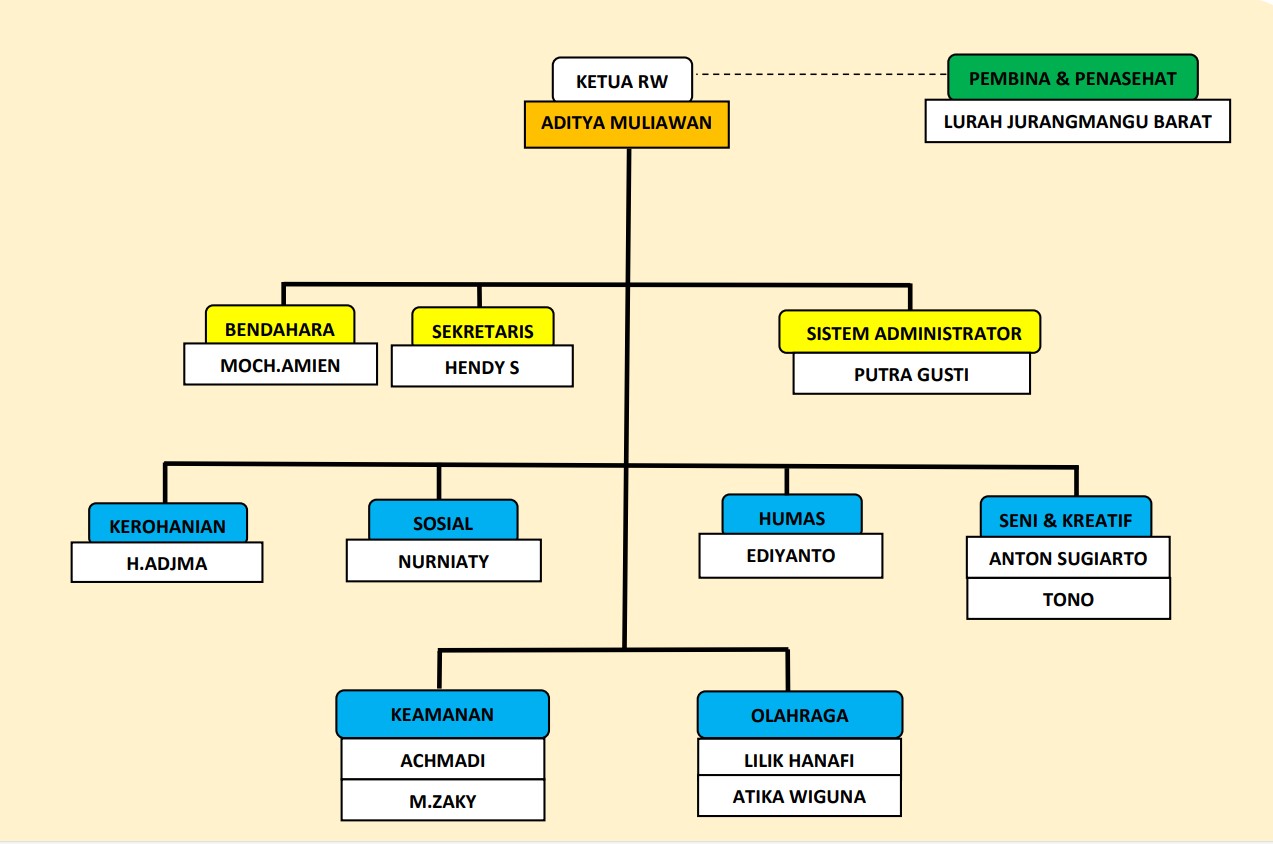 KETUA RW
ADITYA MULIAWAN
PEMBINA & PENASEHAT
LURAH JURANGMANGU BARAT
BENDAHARA
MOCH.AMIEN
SEKRETARIS
HENDY S
SISTEM ADMINISTRATOR
PUTRA GUSTI
KEROHANIAN
H.ADJMA
SOSIAL
NURNIATY
HUMAS
EDIYANTO
SENI & KREATIF
ANTON SUGIARTO
TONO
KEAMANAN
ACHMADI
M.ZAKY
OLAHRAGA
LILIK HANAFI
ATIKA WIGUNA